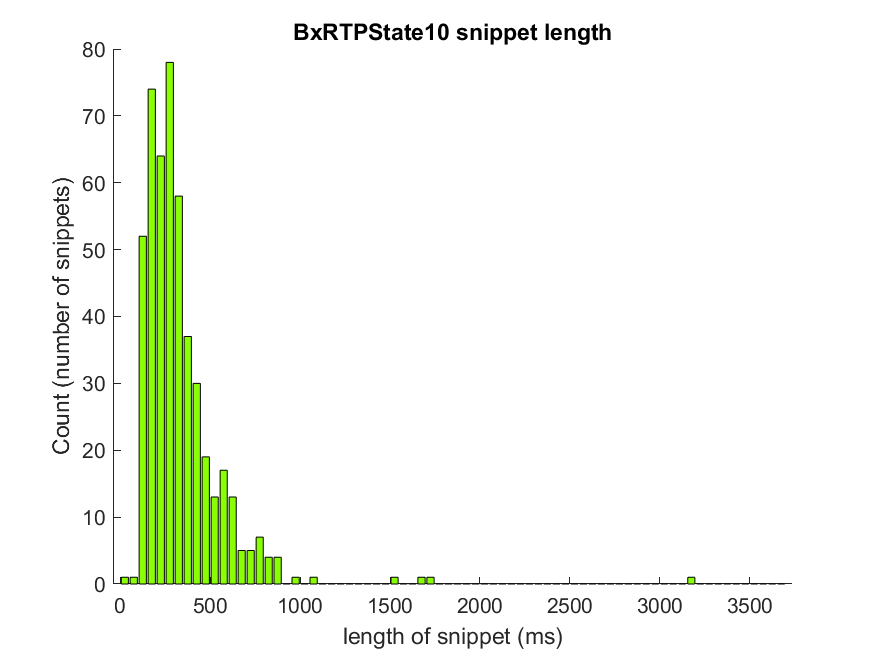 BxRTPState10 snippet length
80
70
60
50
40
30
20
10
0
Count (number of snippets)
0 500 1000 1500 2000 2500 3000 3500
length of snippet (ms)